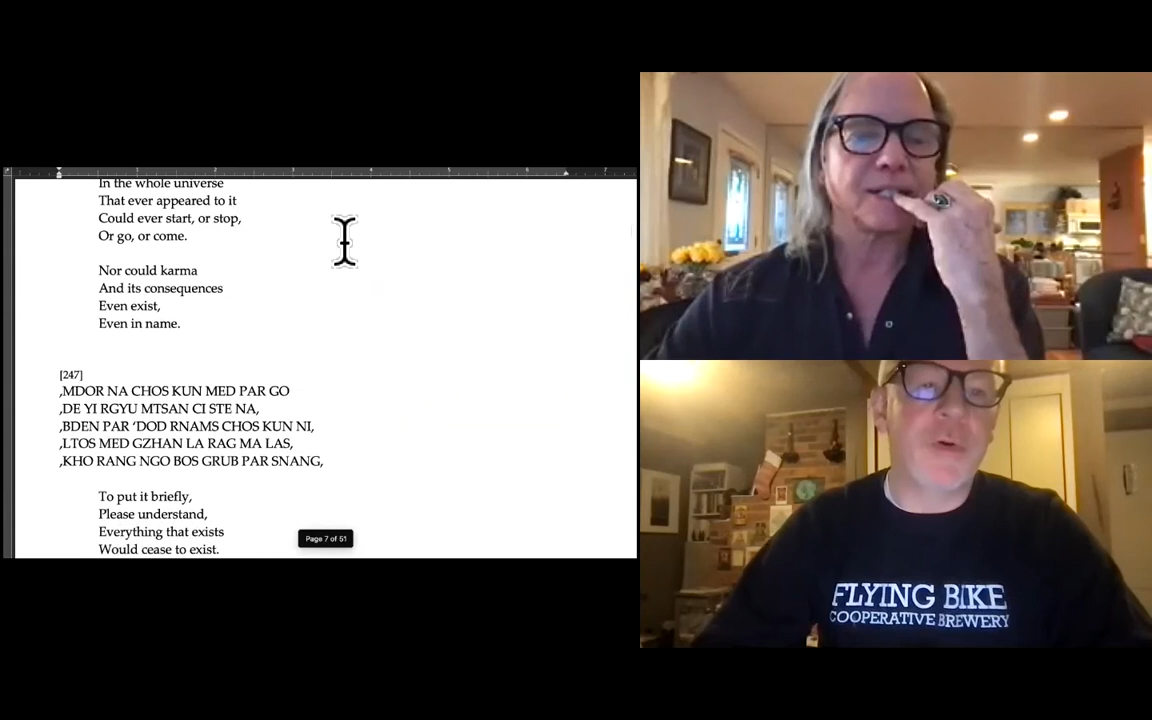 In the whole universe
That ever appeared to it
Could ever start, or stop,
Or go, or come.
Nor could karma
And its consequences
Even exist,
Even in name.
[247]
,MDOR NA CHOS KUN MED PAR GO
,DE YI RGYU MTSAN CI STE NA,
,BDEN PAR ‘DOD RNAMS CHOS KUN NI,
,LTOS MED GZHAN LA RAG MA LAS,
,KHO RANG NGO BOS GRUB PAR SNANG,
To put it briefly,
Please understand,
Everything that exists
Would cease to exist.
Page 7 of 51
FLYING BIKE
COOPERATIVE BREWERY